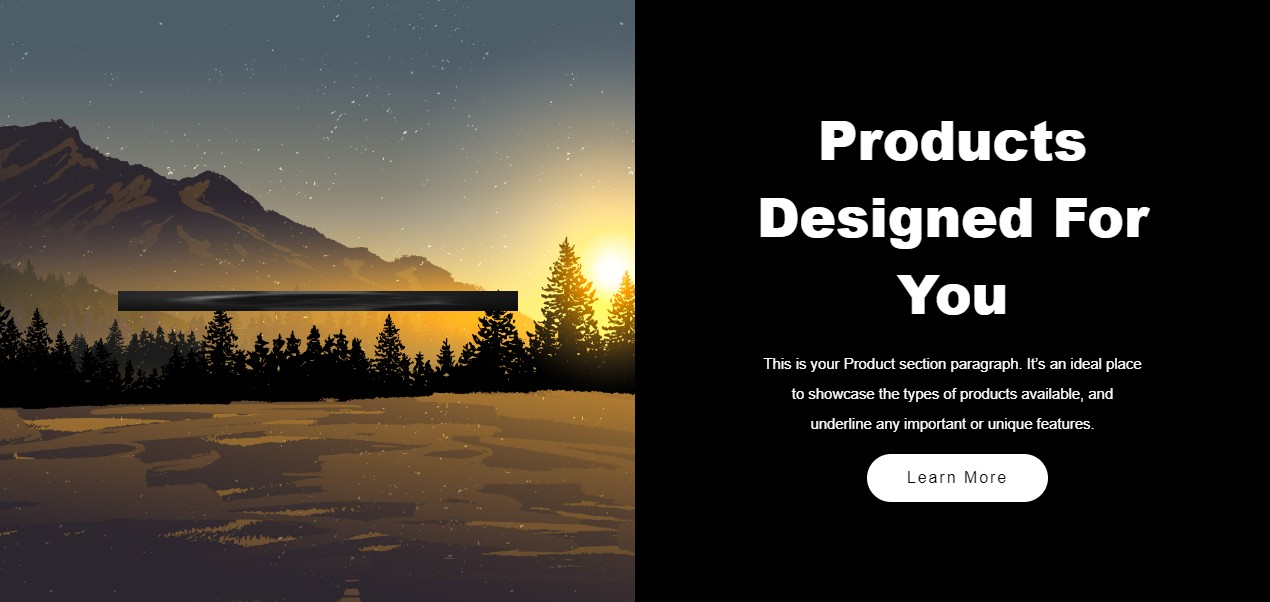 Products
Designed For
You
This is your Product section paragraph. It’s an ideal place
to showcase the types of products available, and
underline any important or unique features.
Learn More